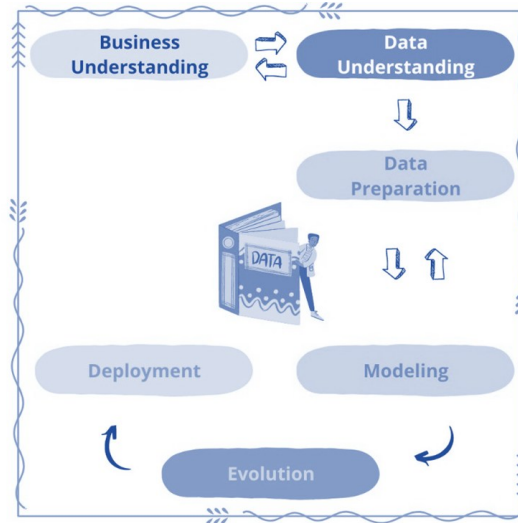 Business
Understanding
Data
Understanding
Data
Preparation
DATA
Deployment
Modeling
Evolution